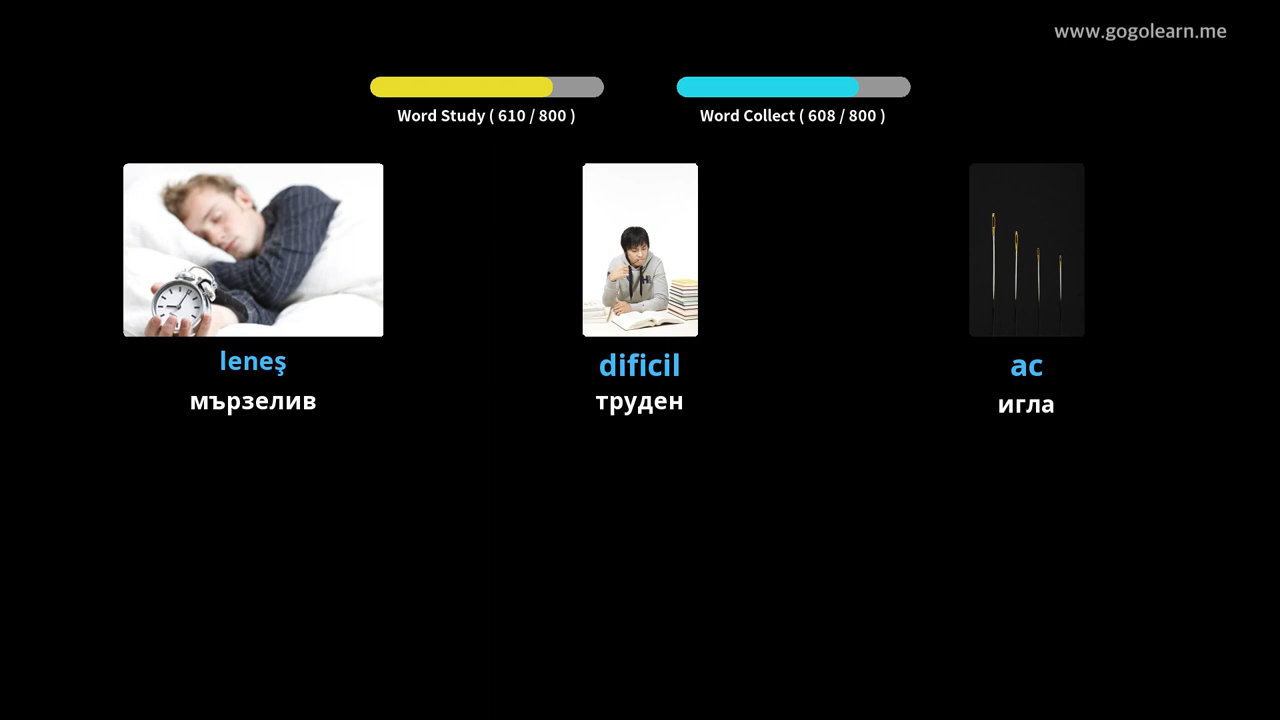 www.gogolearn.me
Word Study ( 610 / 800 )
Word Collect ( 608 / 800 )
leneş
dificil
ac
мързелив
труден
игла